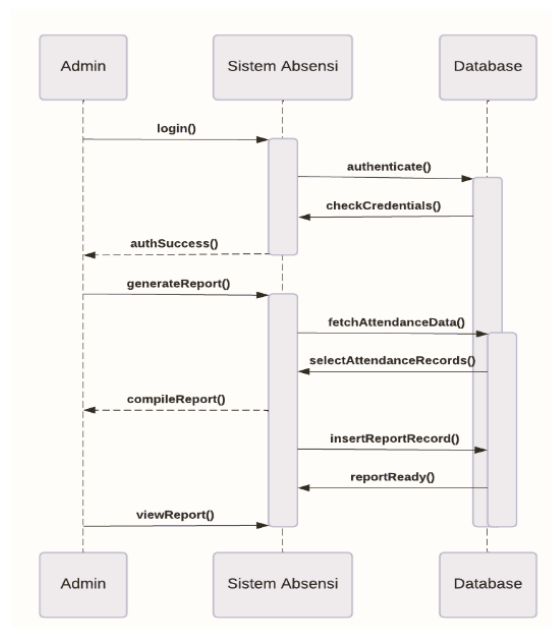 Admin
Sistem Absensi
Database
login()
authenticate()
checkCredentials()
authSuccess()
generateReport()
fetchAttendanceData()
selectAttendanceRecords()
compileReport()
insertReportRecord()
reportReady()
viewReport()
Admin
Sistem Absensi
Database